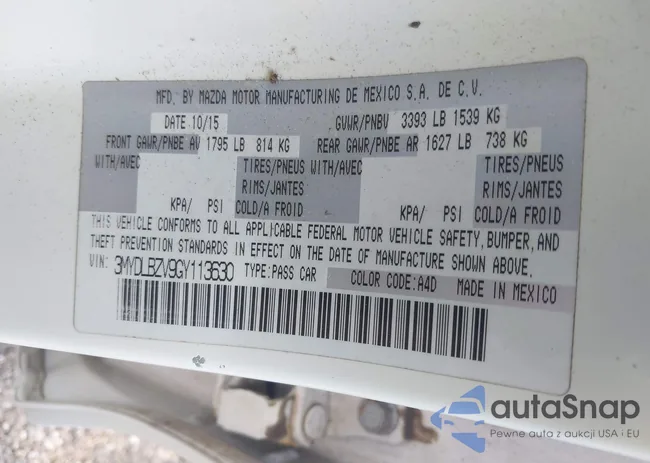 MFD. BY MAZDA MOTOR MANUFACTURING DE MEXICO S.A. DE C.V.
DATE 10/15 GVWR/PNBV 3393 LB 1539 KG
FRONT GAWR/PNBE AV 1795 LB 814 KG REAR GAWR/PNBE AR 1627 LB 738 KG
WITH/AVEC TIRES/PNEUS WITH/AVEC TIRES/PNEUS
RIMS/JANTES RIMS/JANTES
KPA/ PSI COLD/A FROID KPA/ PSI COLD/A FROID
THIS VEHICLE CONFORMS TO ALL APPLICABLE FEDERAL MOTOR VEHICLE SAFETY, BUMPER, AND
THEFT PREVENTION STANDARDS IN EFFECT ON THE DATE OF MANUFACTURE SHOWN ABOVE.
VIN: 3MYDLBZV9GY113630 TYPE:PASS CAR COLOR CODE:A4D MADE IN MEXICO
autaSnap
Pewne auta z aukcji USA i EU